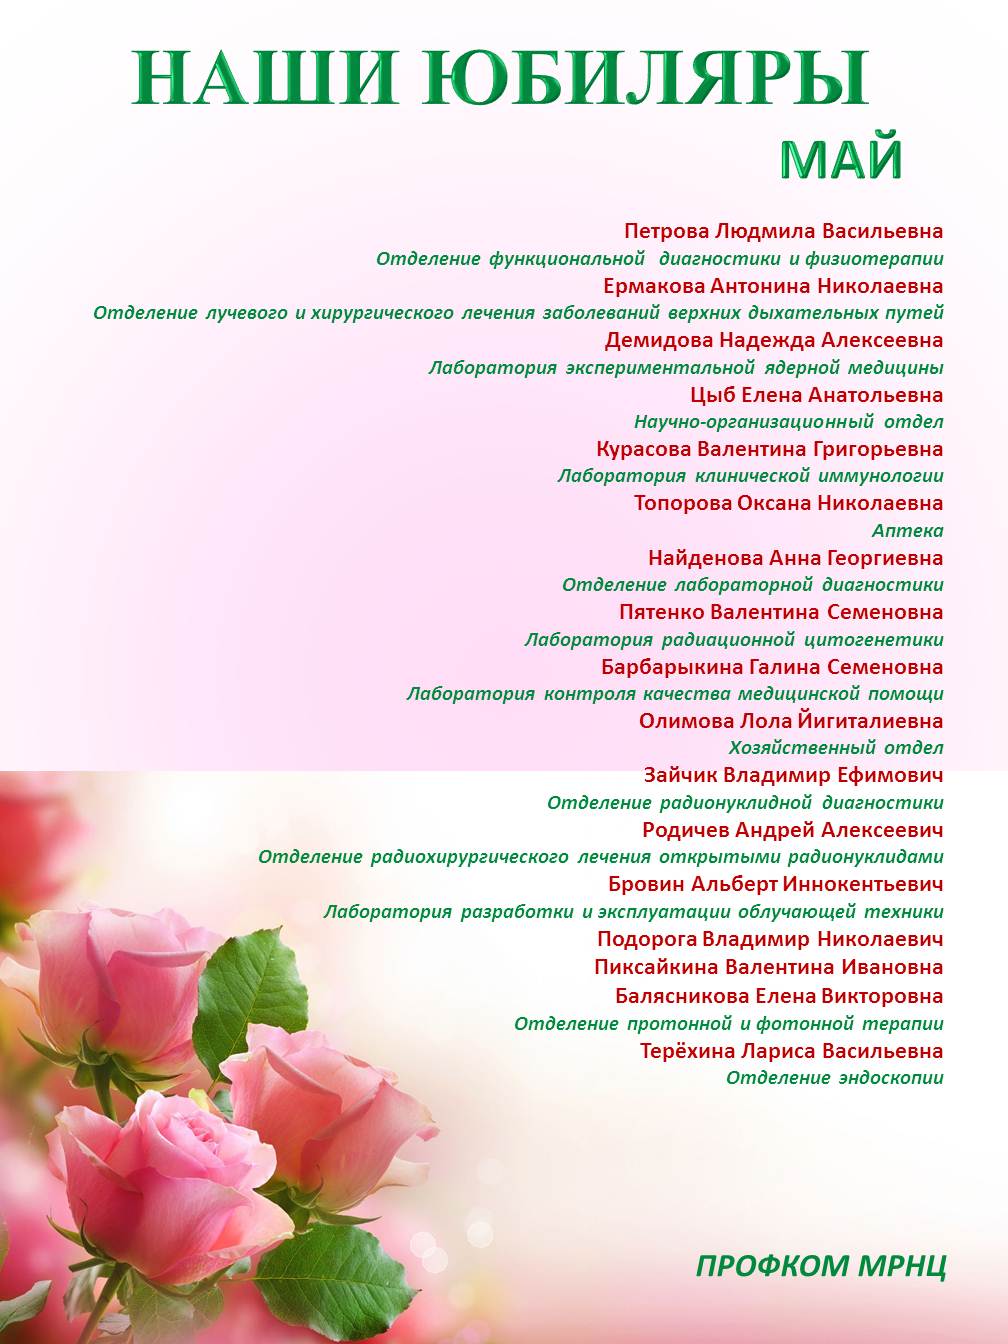 НАШИ ЮБИЛЯРЫ
МАЙ
Петрова Людмила Васильевна
Отделение функциональной диагностики и физиотерапии
Ермакова Антонина Николаевна
Отделение лучевого и хирургического лечения заболеваний верхних дыхательных путей
Демидова Надежда Алексеевна
Лаборатория экспериментальной ядерной медицины
Цыб Елена Анатольевна
Научно-организационный отдел
Курасова Валентина Григорьевна
Лаборатория клинической иммунологии
Топорова Оксана Николаевна
Аптека
Найденова Анна Георгиевна
Отделение лабораторной диагностики
Пятенко Валентина Семеновна
Лаборатория радиационной цитогенетики
Барбарыкина Галина Семеновна
Лаборатория контроля качества медицинской помощи
Олимова Лола Йигиталиевна
Хозяйственный отдел
Зайчик Владимир Ефимович
Отделение радионуклидной диагностики
Родичев Андрей Алексеевич
Отделение радиохирургического лечения открытыми радионуклидами
Бровин Альберт Иннокентьевич
Лаборатория разработки и эксплуатации облучающей техники
Подорога Владимир Николаевич
Пиксайкина Валентина Ивановна
Балясникова Елена Викторовна
Отделение протонной и фотонной терапии
Терёхина Лариса Васильевна
Отделение эндоскопии
ПРОФКОМ МРНЦ